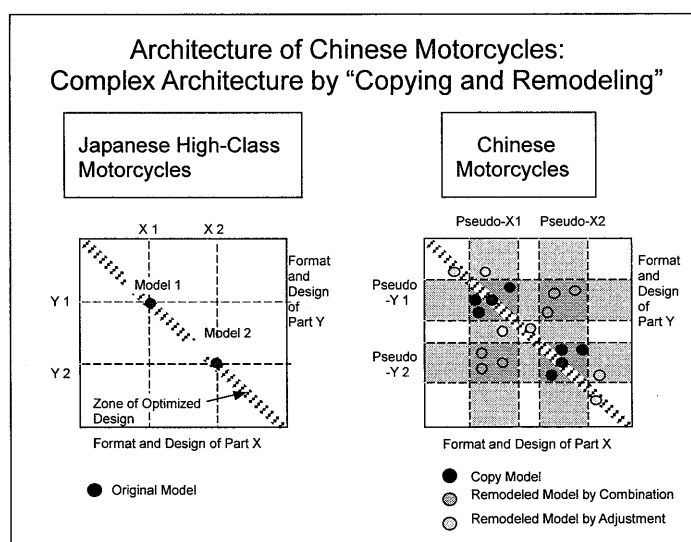 Architecture of Chinese Motorcycles:
Complex Architecture by “Copying and Remodeling”
Japanese High-Class
Motorcycles
X 1
X 2
Y 1
Y 2
Model 1
Model 2
Format
and
Design
of
Part Y
Zone of Optimized
Design
Format and Design of Part X
Original Model
Chinese
Motorcycles
Pseudo-X1
Pseudo-X2
Pseudo
-Y 1
Pseudo
-Y 2
Format
and
Design
of
Part Y
Format and Design of Part X
Copy Model
Remodeled Model by Combination
Remodeled Model by Adjustment